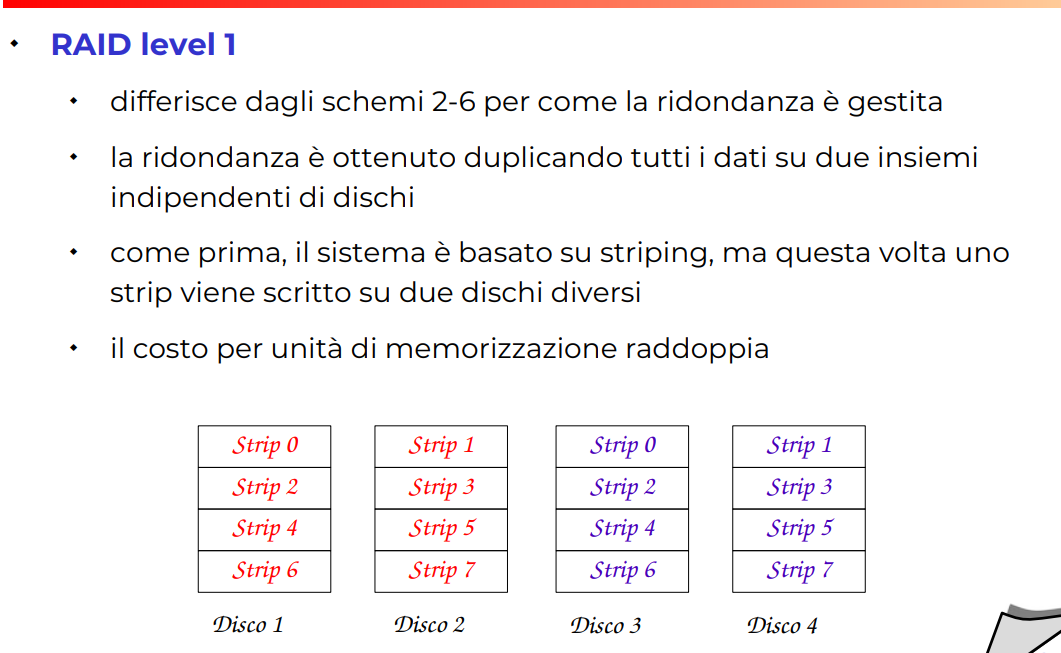 RAID level 1
differisce dagli schemi 2-6 per come la ridondanza è gestita
la ridondanza è ottenuto duplicando tutti i dati su due insiemi
indipendenti di dischi
come prima, il sistema è basato su striping, ma questa volta uno
strip viene scritto su due dischi diversi
il costo per unità di memorizzazione raddoppia
Strip 0 Strip 1 Strip 0 Strip 1
Strip 2 Strip 3 Strip 2 Strip 3
Strip 4 Strip 5 Strip 4 Strip 5
Strip 6 Strip 7 Strip 6 Strip 7
Disco 1 Disco 2 Disco 3 Disco 4